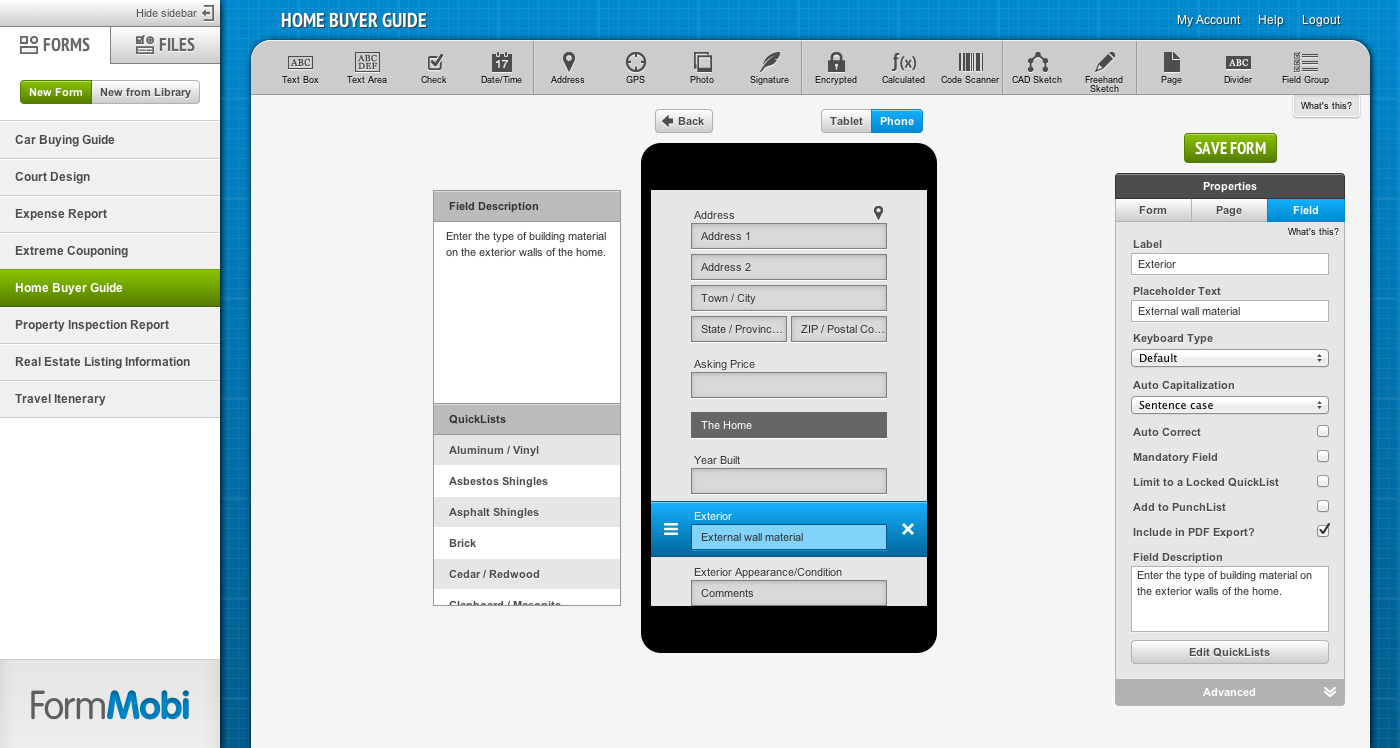 Hide sidebar
FORMS
FILES
New Form
New from Library
Car Buying Guide
Court Design
Expense Report
Extreme Couponing
Home Buyer Guide
Property Inspection Report
Real Estate Listing Information
Travel Itenerary
FormMobi
HOME BUYER GUIDE
My Account
Help
Logout
ABC
Text Box
ABC
DEF
Text Area
Check
17
Date/Time
Address
GPS
Photo
Signature
Encrypted
f(x)
Calculated
Code Scanner
CAD Sketch
Freehand
Sketch
Page
ABC
Divider
Field Group
What's this?
Back
Tablet
Phone
SAVE FORM
Field Description
Enter the type of building material
on the exterior walls of the home.
QuickLists
Aluminum / Vinyl
Asbestos Shingles
Asphalt Shingles
Brick
Cedar / Redwood
Clapboard / Masonite
Address
Address 1
Address 2
Town / City
State / Provinc...
ZIP / Postal Co...
Asking Price
The Home
Year Built
Exterior
External wall material
Exterior Appearance/Condition
Comments
Properties
Form
Page
Field
What's this?
Label
Exterior
Placeholder Text
External wall material
Keyboard Type
Default
Auto Capitalization
Sentence case
Auto Correct
Mandatory Field
Limit to a Locked QuickList
Add to PunchList
Include in PDF Export?
Field Description
Enter the type of building material on
the exterior walls of the home.
Edit QuickLists
Advanced